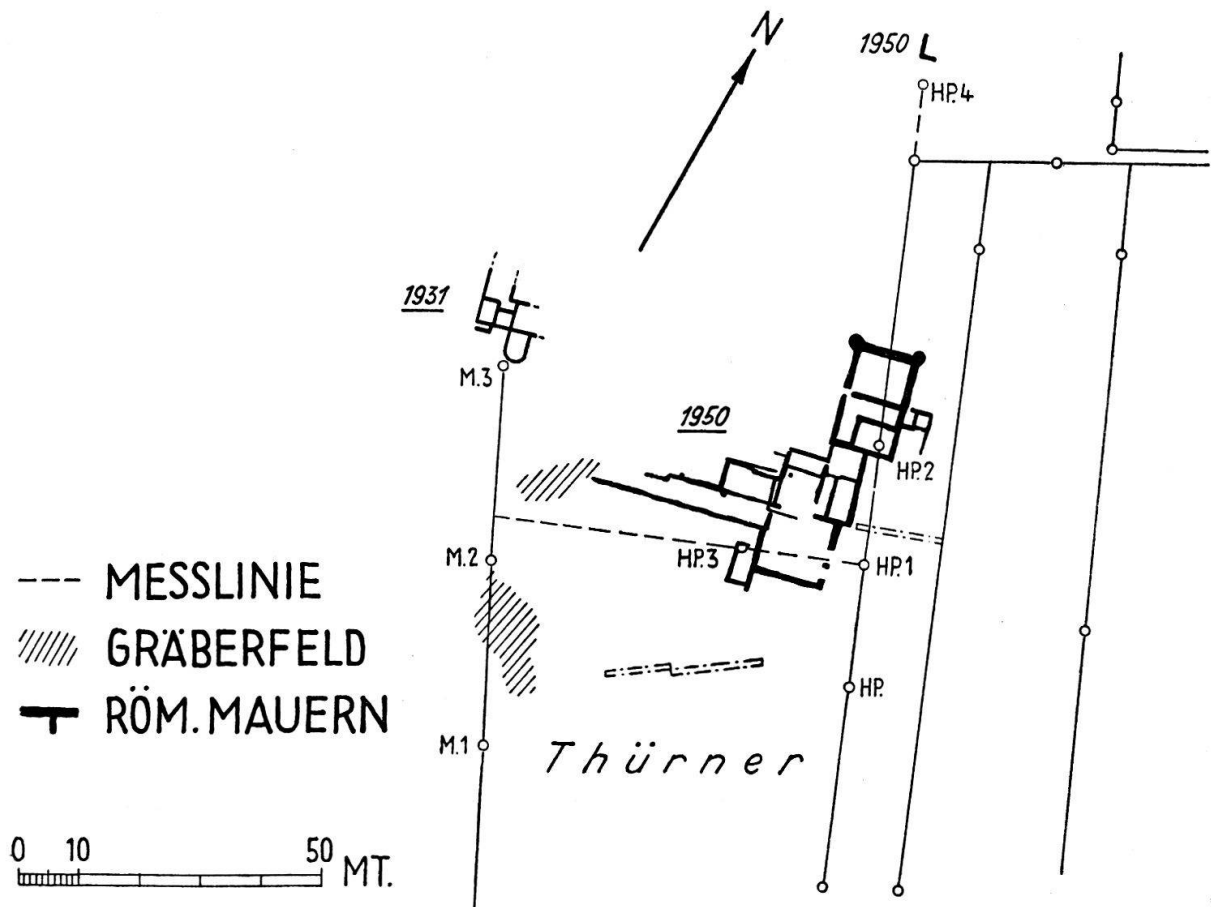 N
1950
HP.4
1931
M.3
1950
HP.2
HP.3
HP.1
M.2
--- MESSLINIE
GRÄBERFELD
RÖM. MAUERN
HP.
M.1
Thürner
0 10 50 MT.